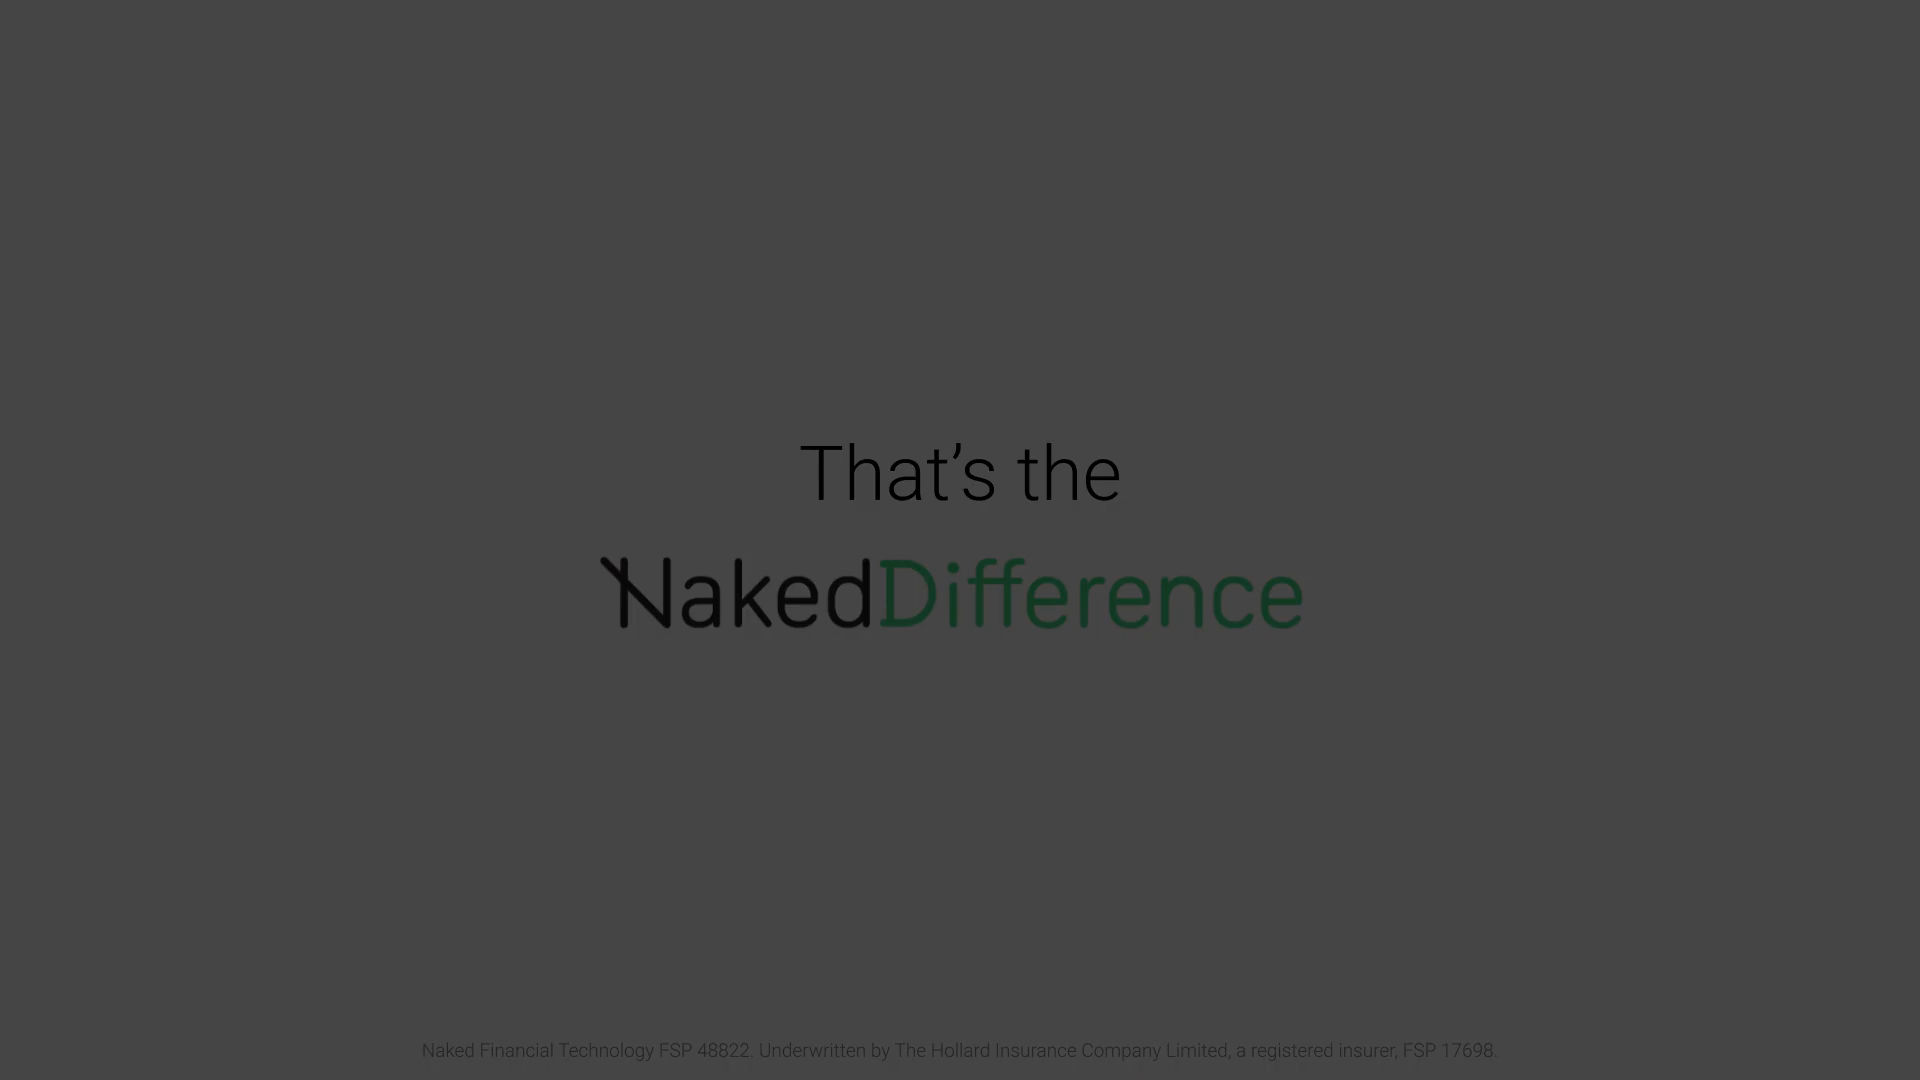 That’s the
NakedDifference
Naked Financial Technology FSP 48822. Underwritten by The Hollard Insurance Company Limited, a registered insurer, FSP 17698.